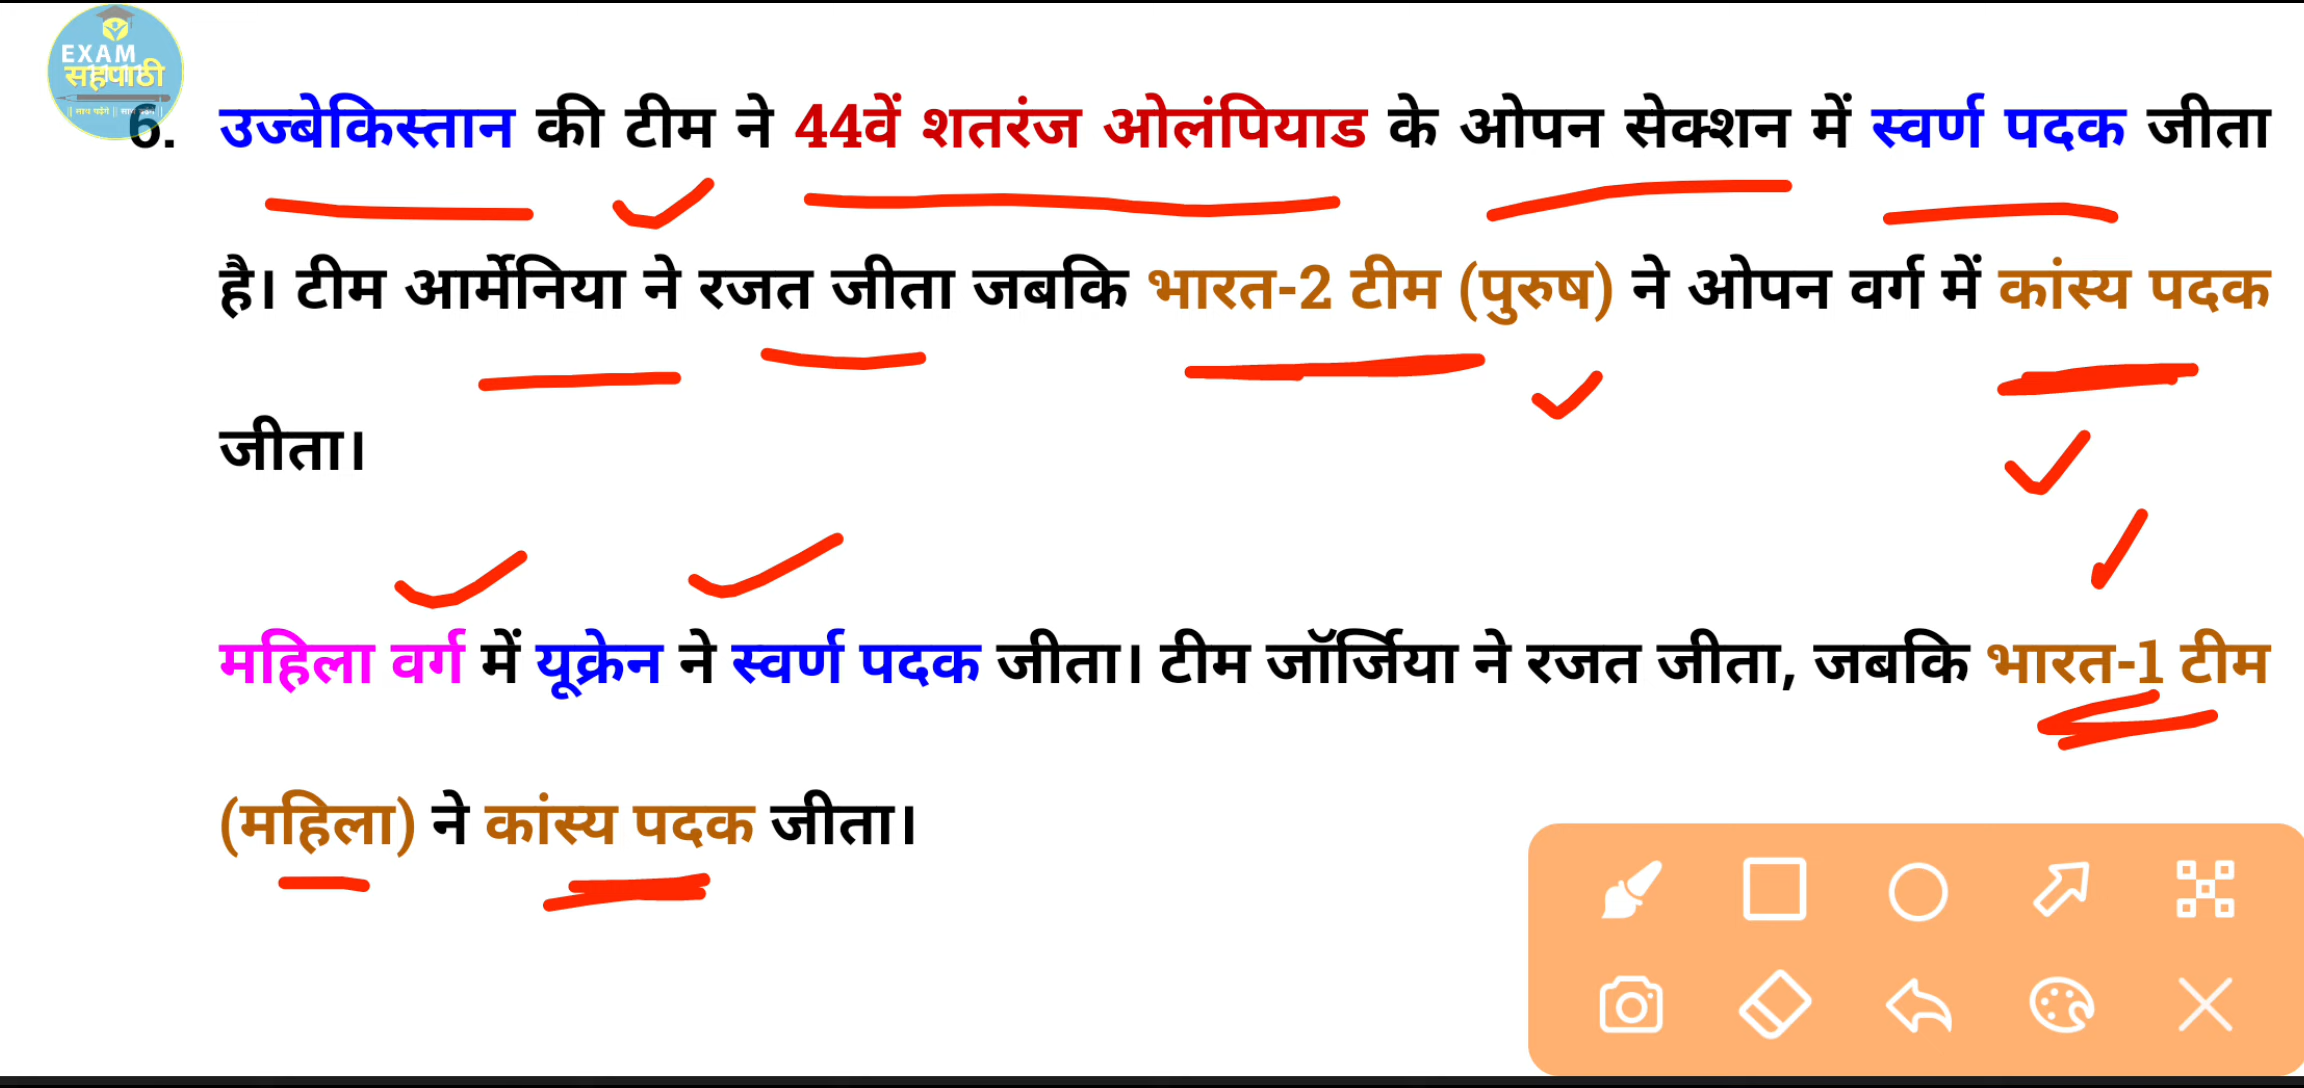 EXAM
सहपाठी
6. उज्बेकिस्तान की टीम ने 44वें शतरंज ओलंपियाड के ओपन सेक्शन में स्वर्ण पदक जीता
है। टीम आर्मेनिया ने रजत जीता जबकि भारत-2 टीम (पुरुष) ने ओपन वर्ग में कांस्य पदक
जीता।
महिला वर्ग में यूक्रेन ने स्वर्ण पदक जीता। टीम जॉर्जिया ने रजत जीता, जबकि भारत-1 टीम
(महिला) ने कांस्य पदक जीता।